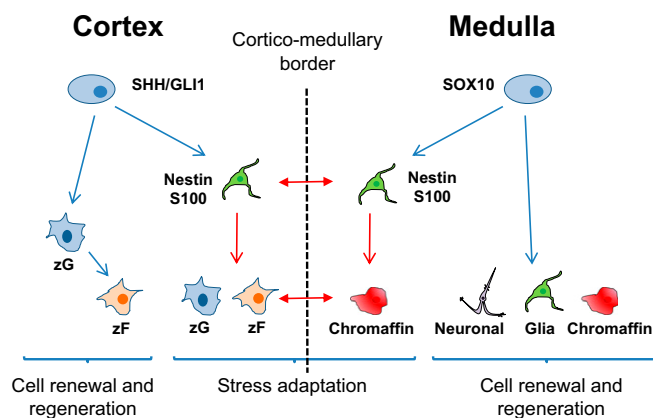 Cortex
Cortico-medullary
border
Medulla
SHH/GLI1
SOX10
Nestin
S100
Nestin
S100
zG
zF
zG
zF
Chromaffin
Neuronal
Glia
Chromaffin
Cell renewal and
regeneration
Stress adaptation
Cell renewal and
regeneration